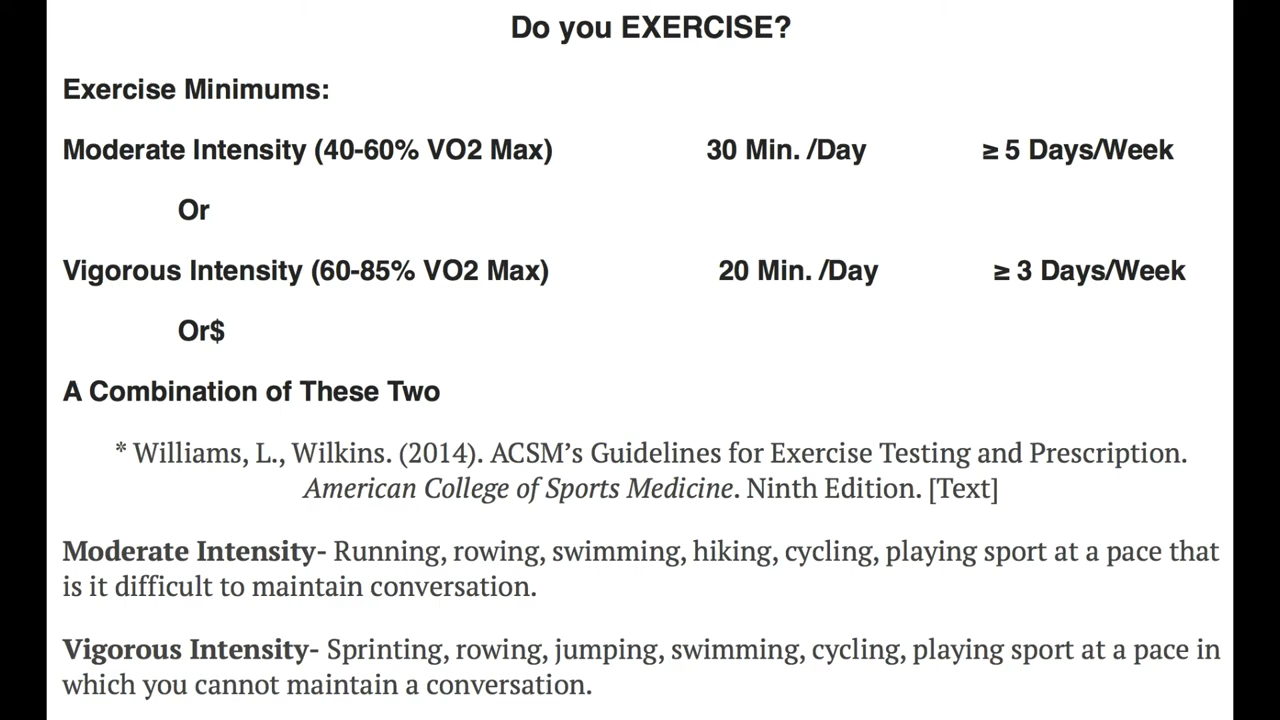 Do you EXERCISE?
Exercise Minimums:
Moderate Intensity (40-60% VO2 Max) 30 Min. /Day ≥ 5 Days/Week
Or
Vigorous Intensity (60-85% VO2 Max) 20 Min. /Day ≥ 3 Days/Week
Or$
A Combination of These Two
* Williams, L., Wilkins. (2014). ACSM’s Guidelines for Exercise Testing and Prescription.
American College of Sports Medicine. Ninth Edition. [Text]
Moderate Intensity- Running, rowing, swimming, hiking, cycling, playing sport at a pace that
is it difficult to maintain conversation.
Vigorous Intensity- Sprinting, rowing, jumping, swimming, cycling, playing sport at a pace in
which you cannot maintain a conversation.